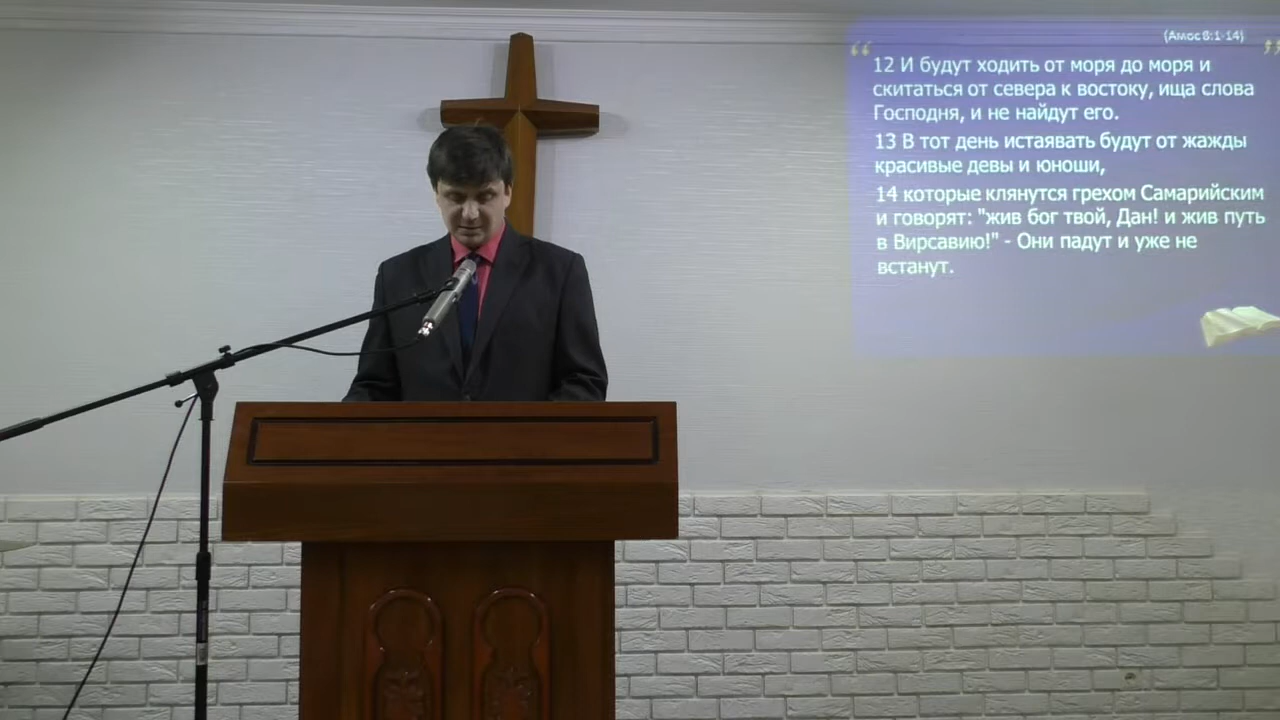 (Амос 8:1-14)
12 И будут ходить от моря до моря и
скитаться от севера к востоку, ища слова
Господня, и не найдут его.
13 В тот день истаявать будут от жажды
красивые девы и юноши,
14 которые клянутся грехом Самарийским
и говорят: "жив бог твой, Дан! и жив путь
в Вирсавию!" - Они падут и уже не
встанут.